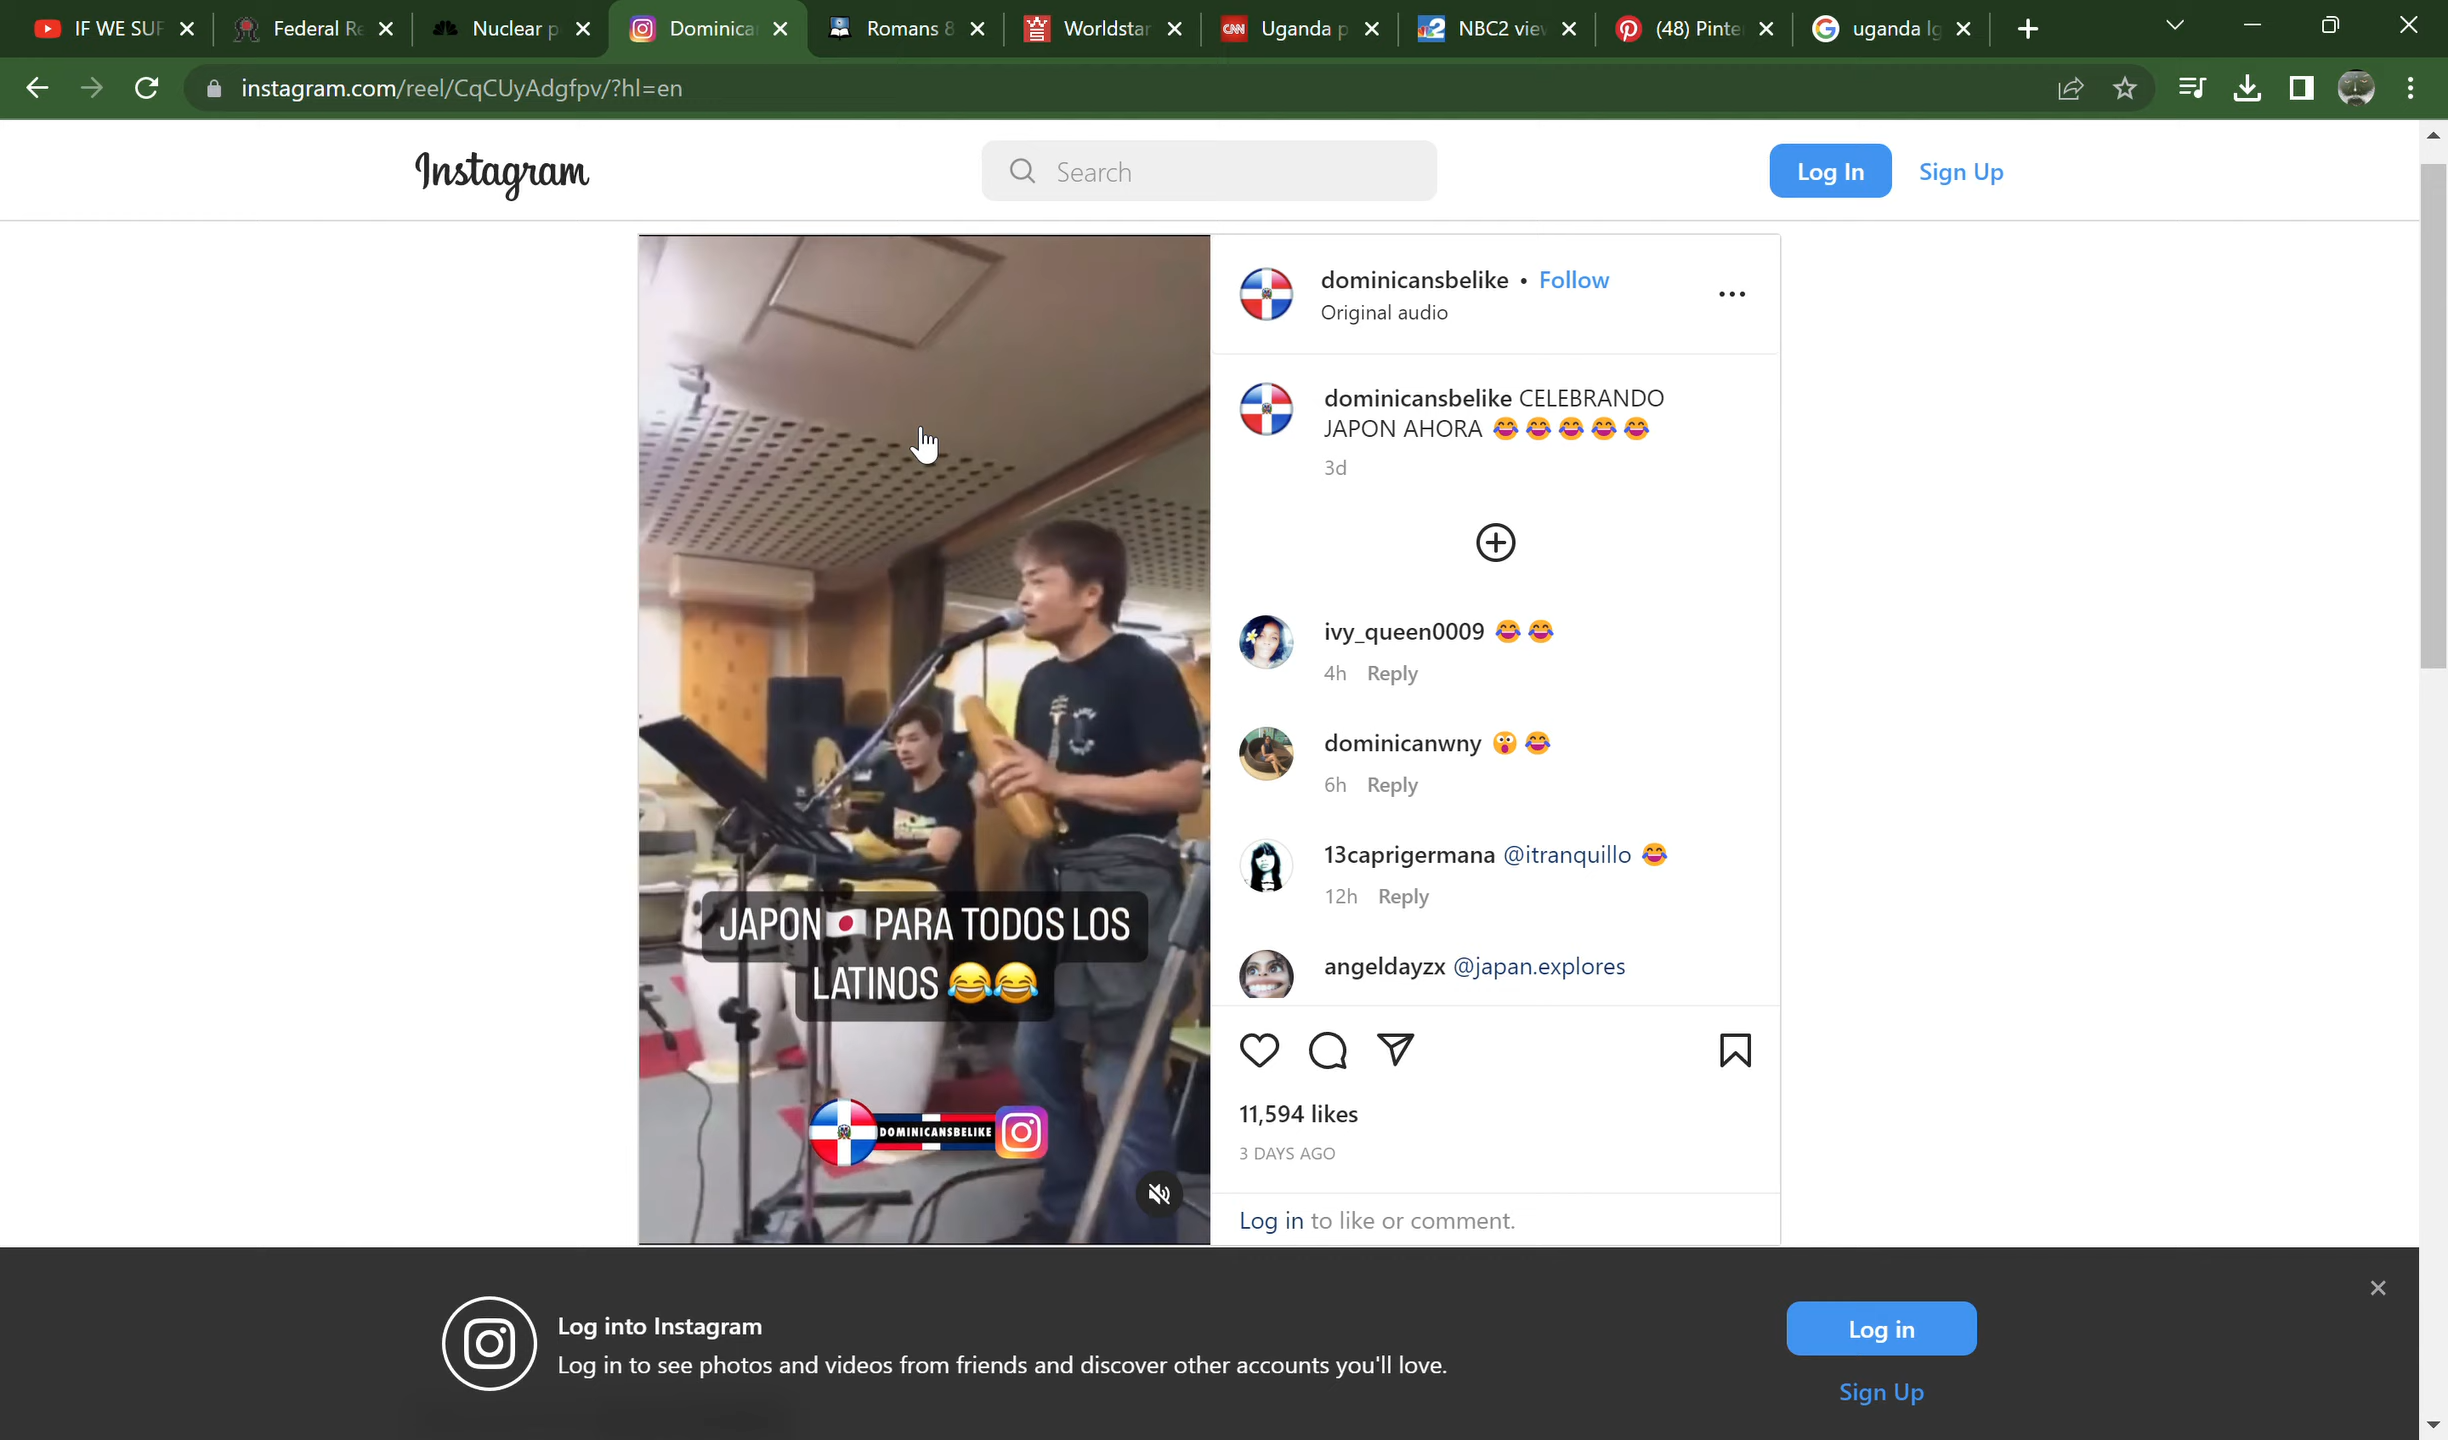 IF WE SUF
Federal Re
Nuclear p
Dominica
Romans 8
Worldstar
CNN
Uganda p
2
NBC2 view
(48) Pinte
uganda lg
instagram.com/reel/CqCUyAdgfpv/?hl=en
Instagram
Search
Log In
Sign Up
dominicansbelike • Follow
Original audio
dominicansbelike CELEBRANDO
JAPON AHORA 😂 😂 😂 😂 😂
3d
ivy_queen0009 😂 😂
4h Reply
dominicanwny 😲 😂
6h Reply
13caprigermana @itranquillo 😂
12h Reply
angeldayzx @japan.explores
JAPON 🇯🇵 PARA TODOS LOS
LATINOS 😂😂
DOMINICANSBELIKE
11,594 likes
3 DAYS AGO
Log in to like or comment.
Log into Instagram
Log in to see photos and videos from friends and discover other accounts you'll love.
Log in
Sign Up